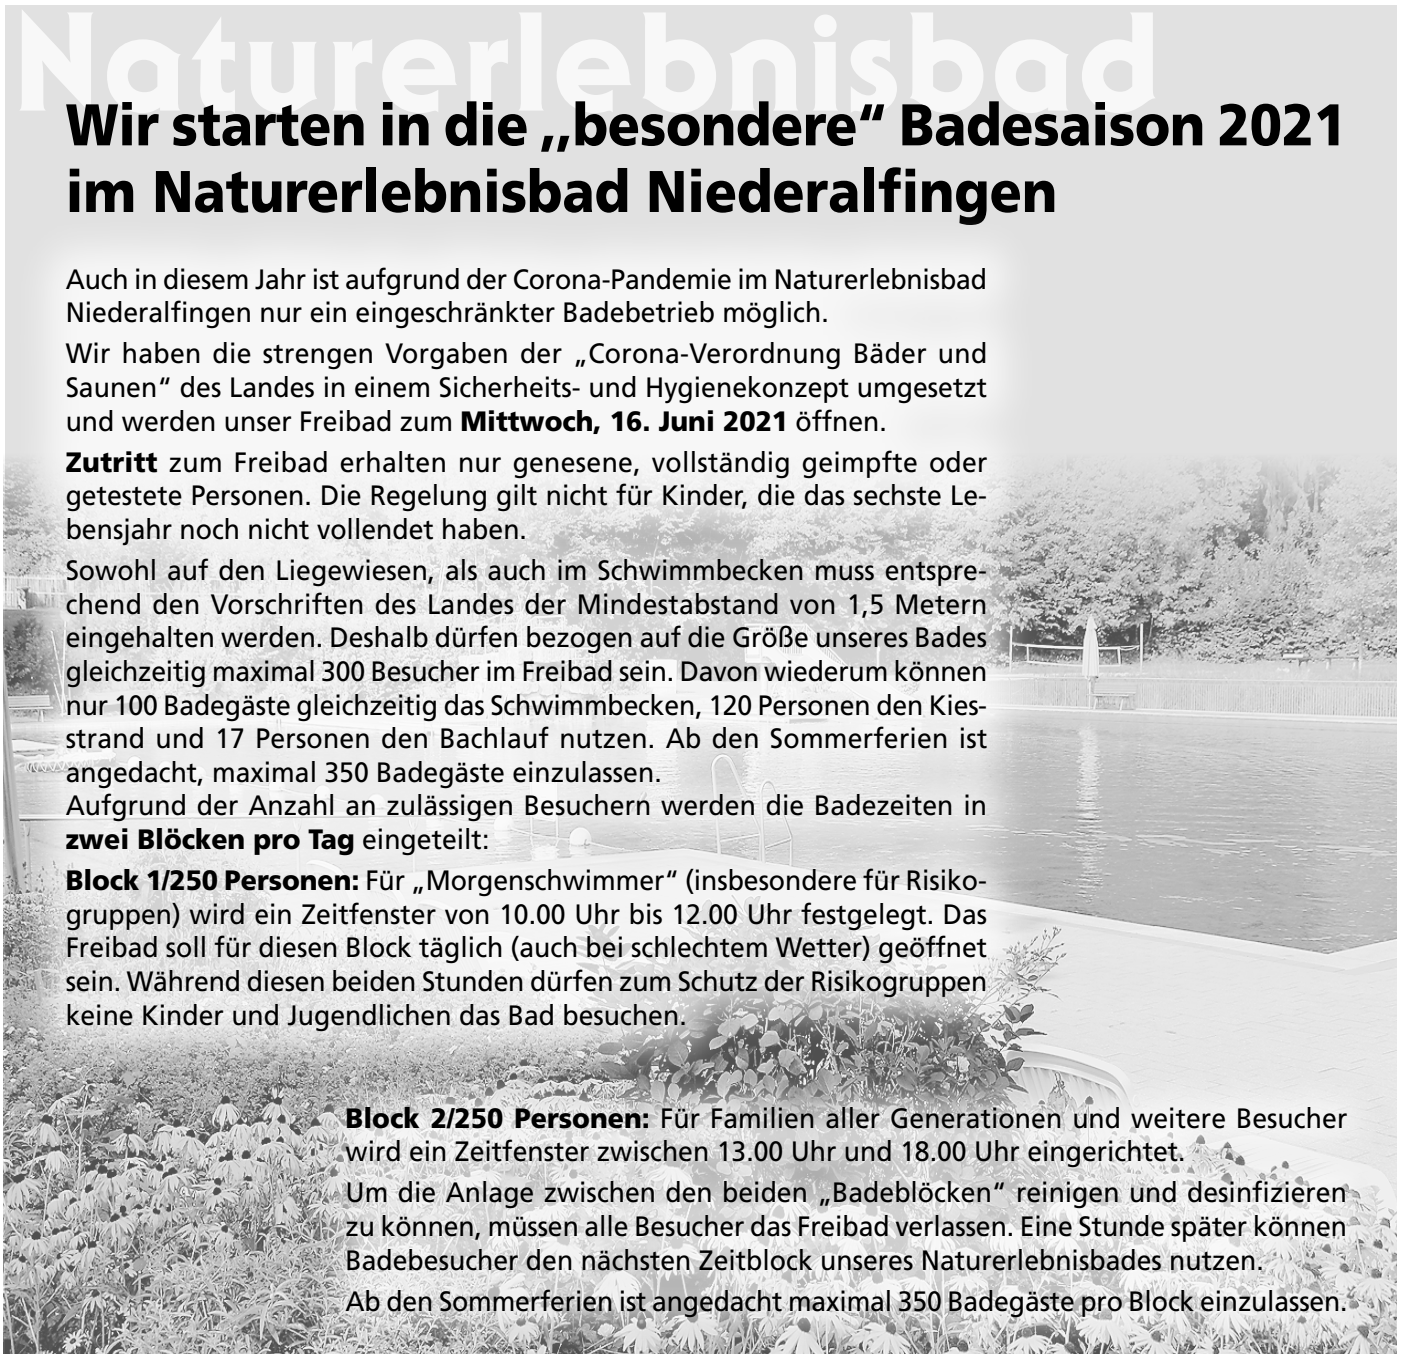 Naturerlebnisbad
Wir starten in die ,,besondere“ Badesaison 2021
im Naturerlebnisbad Niederalfingen
Auch in diesem Jahr ist aufgrund der Corona-Pandemie im Naturerlebnisbad
Niederalfingen nur ein eingeschränkter Badebetrieb möglich.
Wir haben die strengen Vorgaben der „Corona-Verordnung Bäder und
Saunen“ des Landes in einem Sicherheits- und Hygienekonzept umgesetzt
und werden unser Freibad zum Mittwoch, 16. Juni 2021 öffnen.
Zutritt zum Freibad erhalten nur genesene, vollständig geimpfte oder
getestete Personen. Die Regelung gilt nicht für Kinder, die das sechste Le-
bensjahr noch nicht vollendet haben.
Sowohl auf den Liegewiesen, als auch im Schwimmbecken muss entspre-
chend den Vorschriften des Landes der Mindestabstand von 1,5 Metern
eingehalten werden. Deshalb dürfen bezogen auf die Größe unseres Bades
gleichzeitig maximal 300 Besucher im Freibad sein. Davon wiederum können
nur 100 Badegäste gleichzeitig das Schwimmbecken, 120 Personen den Kies-
strand und 17 Personen den Bachlauf nutzen. Ab den Sommerferien ist
angedacht, maximal 350 Badegäste einzulassen.
Aufgrund der Anzahl an zulässigen Besuchern werden die Badezeiten in
zwei Blöcken pro Tag eingeteilt:
Block 1/250 Personen: Für „Morgenschwimmer“ (insbesondere für Risiko-
gruppen) wird ein Zeitfenster von 10.00 Uhr bis 12.00 Uhr festgelegt. Das
Freibad soll für diesen Block täglich (auch bei schlechtem Wetter) geöffnet
sein. Während diesen beiden Stunden dürfen zum Schutz der Risikogruppen
keine Kinder und Jugendlichen das Bad besuchen.
Block 2/250 Personen: Für Familien aller Generationen und weitere Besucher
wird ein Zeitfenster zwischen 13.00 Uhr und 18.00 Uhr eingerichtet.
Um die Anlage zwischen den beiden „Badeblöcken“ reinigen und desinfizieren
zu können, müssen alle Besucher das Freibad verlassen. Eine Stunde später können
Badebesucher den nächsten Zeitblock unseres Naturerlebnisbades nutzen.
Ab den Sommerferien ist angedacht maximal 350 Badegäste pro Block einzulassen.